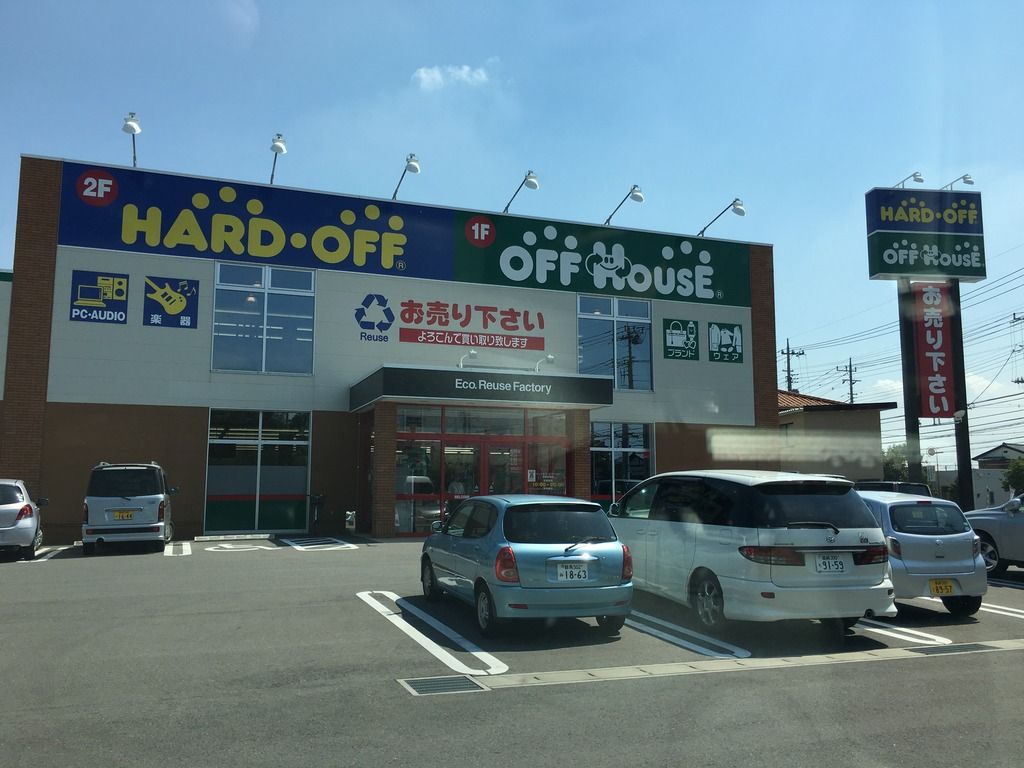 2F
HARD・OFF®
1F
OFF HOUSE®
PC・AUDIO
楽器
Reuse
お売り下さい
よろこんで買い取り致します
ブランド
ウェア
Eco. Reuse Factory
HARD・OFF
OFF HOUSE
お売り下さい
18-63
91-59
83-57